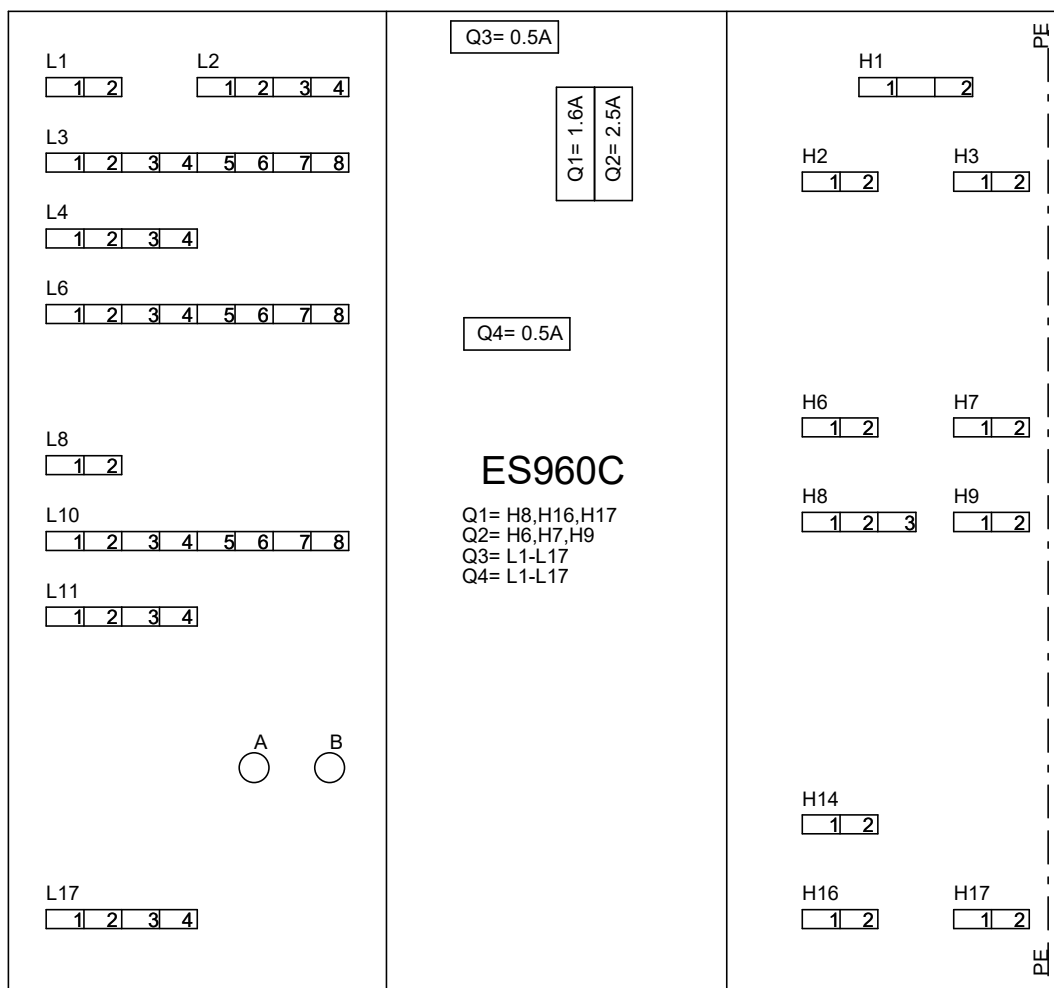 Q3= 0.5A
PE
L1 L2
1 2 1 2 3 4
H1
1 2
Q1= 1.6A
Q2= 2.5A
L3
1 2 3 4 5 6 7 8
H2 H3
1 2 1 2
L4
1 2 3 4
L6
1 2 3 4 5 6 7 8
Q4= 0.5A
H6 H7
1 2 1 2
L8
1 2
ES960C
Q1= H8,H16,H17
Q2= H6,H7,H9
Q3= L1-L17
Q4= L1-L17
H8 H9
1 2 3 1 2
L10
1 2 3 4 5 6 7 8
L11
1 2 3 4
A B
H14
1 2
L17
1 2 3 4
H16 H17
1 2 1 2
PE